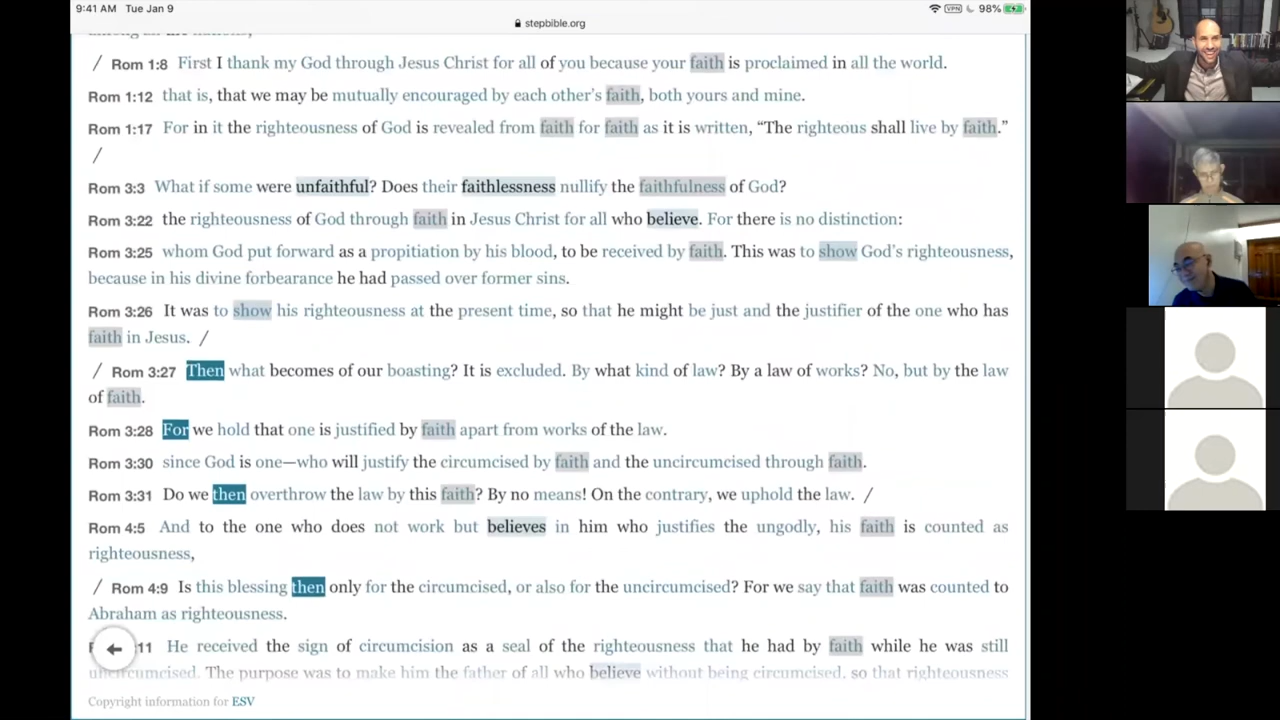 9:41 AM Tue Jan 9
VPN 98%
stepbible.org
/ Rom 1:8 First I thank my God through Jesus Christ for all of you because your faith is proclaimed in all the world.
Rom 1:12 that is, that we may be mutually encouraged by each other's faith, both yours and mine.
Rom 1:17 For in it the righteousness of God is revealed from faith for faith as it is written, “The righteous shall live by faith.”
/
Rom 3:3 What if some were unfaithful? Does their faithlessness nullify the faithfulness of God?
Rom 3:22 the righteousness of God through faith in Jesus Christ for all who believe. For there is no distinction:
Rom 3:25 whom God put forward as a propitiation by his blood, to be received by faith. This was to show God's righteousness,
because in his divine forbearance he had passed over former sins.
Rom 3:26 It was to show his righteousness at the present time, so that he might be just and the justifier of the one who has
faith in Jesus. /
/ Rom 3:27 Then what becomes of our boasting? It is excluded. By what kind of law? By a law of works? No, but by the law
of faith.
Rom 3:28 For we hold that one is justified by faith apart from works of the law.
Rom 3:30 since God is one—who will justify the circumcised by faith and the uncircumcised through faith.
Rom 3:31 Do we then overthrow the law by this faith? By no means! On the contrary, we uphold the law. /
Rom 4:5 And to the one who does not work but believes in him who justifies the ungodly, his faith is counted as
righteousness,
/ Rom 4:9 Is this blessing then only for the circumcised, or also for the uncircumcised? For we say that faith was counted to
Abraham as righteousness.
11 He received the sign of circumcision as a seal of the righteousness that he had by faith while he was still
uncircumcised. The purpose was to make him the father of all who believe without being circumcised, so that righteousness
Copyright information for ESV